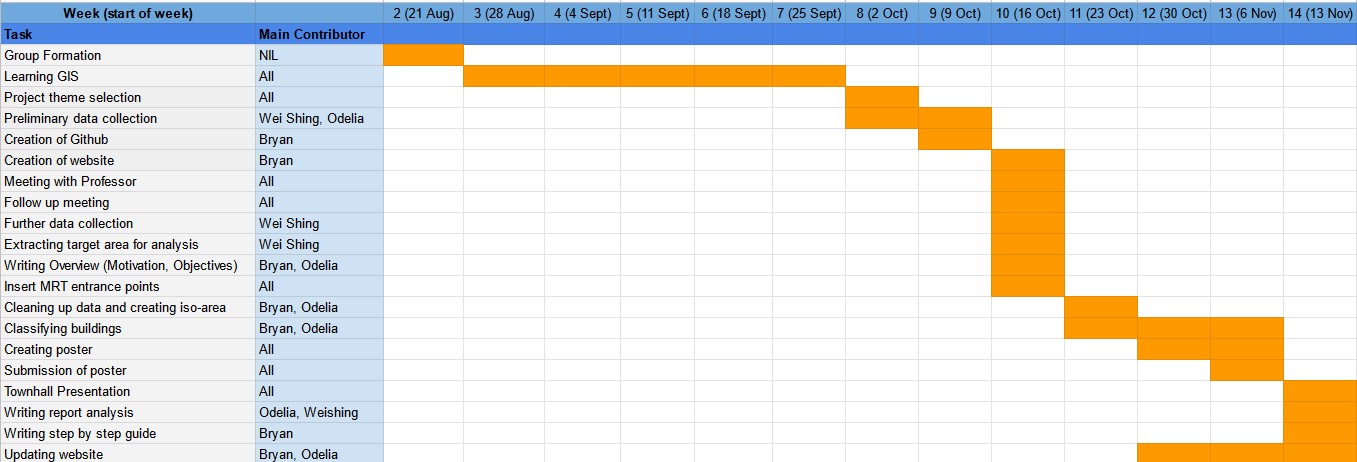 Week (start of week) 2 (21 Aug) 3 (28 Aug) 4 (4 Sept) 5 (11 Sept) 6 (18 Sept) 7 (25 Sept) 8 (2 Oct) 9 (9 Oct) 10 (16 Oct) 11 (23 Oct) 12 (30 Oct) 13 (6 Nov) 14 (13 Nov)
Task Main Contributor
Group Formation NIL
Learning GIS All
Project theme selection All
Preliminary data collection Wei Shing, Odelia
Creation of Github Bryan
Creation of website Bryan
Meeting with Professor All
Follow up meeting All
Further data collection Wei Shing
Extracting target area for analysis Wei Shing
Writing Overview (Motivation, Objectives) Bryan, Odelia
Insert MRT entrance points All
Cleaning up data and creating iso-area Bryan, Odelia
Classifying buildings Bryan, Odelia
Creating poster All
Submission of poster All
Townhall Presentation All
Writing report analysis Odelia, Weishing
Writing step by step guide Bryan
Updating website Bryan, Odelia